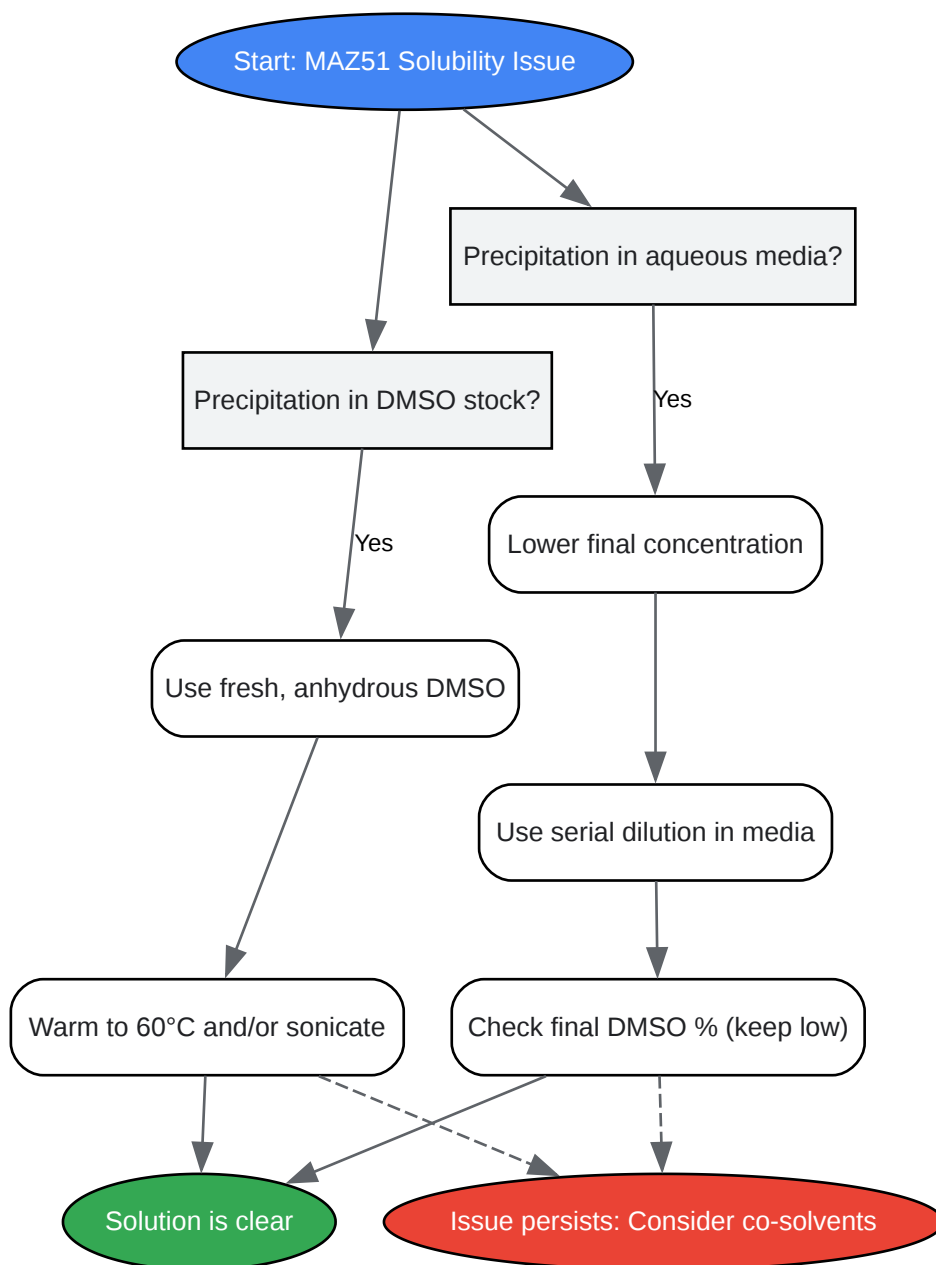 Start: MAZ51 Solubility Issue
Precipitation in aqueous media?
Precipitation in DMSO stock?
Yes
Yes
Lower final concentration
Use fresh, anhydrous DMSO
Use serial dilution in media
Warm to 60°C and/or sonicate
Check final DMSO % (keep low)
Solution is clear
Issue persists: Consider co-solvents